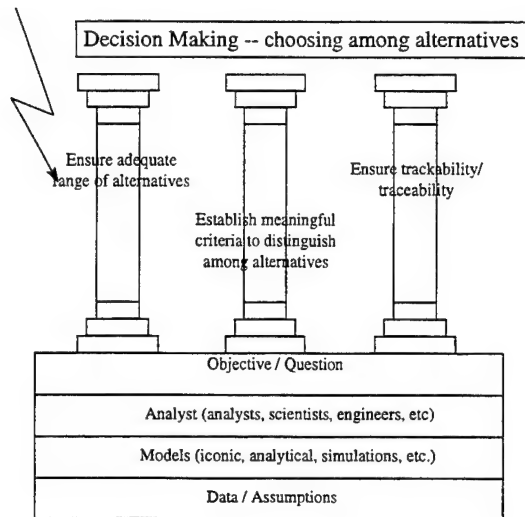 Decision Making -- choosing among alternatives
Ensure adequate
range of alternatives
Establish meaningful
criteria to distinguish
among alternatives
Ensure trackability/
traceability
Objective / Question
Analyst (analysts, scientists, engineers, etc)
Models (iconic, analytical, simulations, etc.)
Data / Assumptions